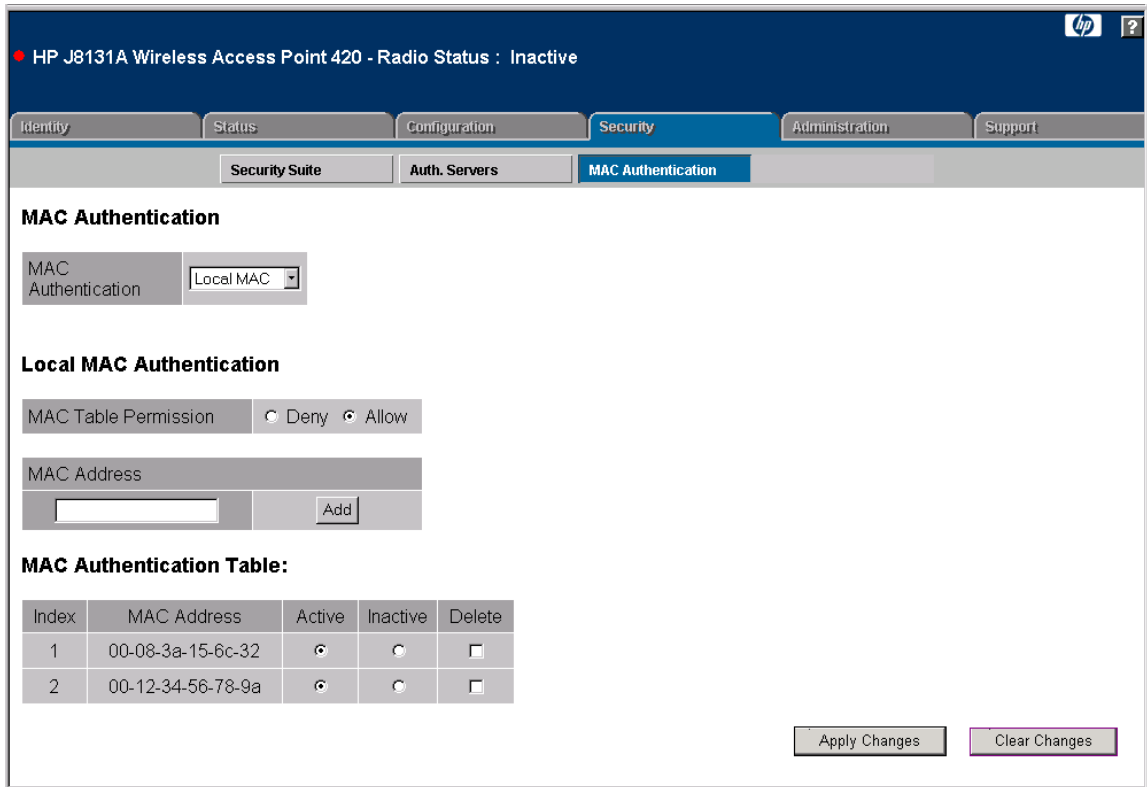 hp
?
HP J8131A Wireless Access Point 420 - Radio Status : Inactive
Identity Status Configuration Security Administration Support
Security Suite Auth. Servers MAC Authentication
MAC Authentication
MAC
Authentication
Local MAC
Local MAC Authentication
MAC Table Permission Deny Allow
MAC Address
Add
MAC Authentication Table:
Index MAC Address Active Inactive Delete
1 00-08-3a-15-6c-32
2 00-12-34-56-78-9a
Apply Changes Clear Changes